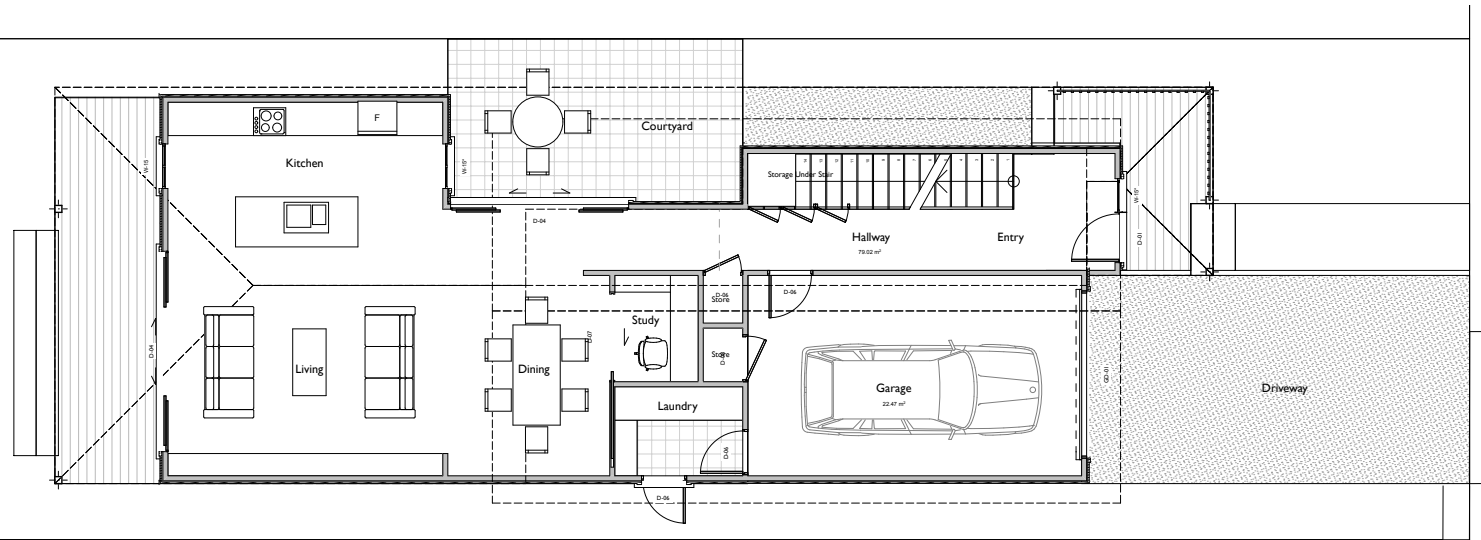 F
Courtyard
Kitchen
W-15
W-15*
Storage Under Stair
W-15*
D-04
Hallway
79.02 m²
Entry
D-01
D-06
Store
D-06
Study
D-07
D-04
Store
Living
Dining
Garage
22.47 m²
GD-01
Driveway
Laundry
D-06
D-06